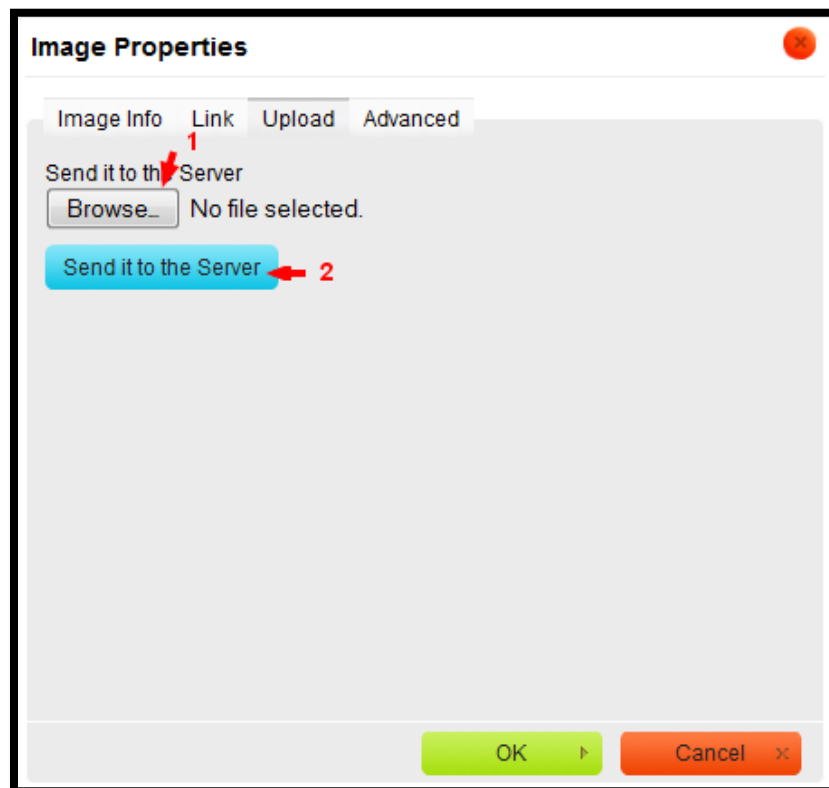 Image Properties
Image Info Link Upload Advanced
1
Send it to the Server
Browse… No file selected.
Send it to the Server 2
OK Cancel